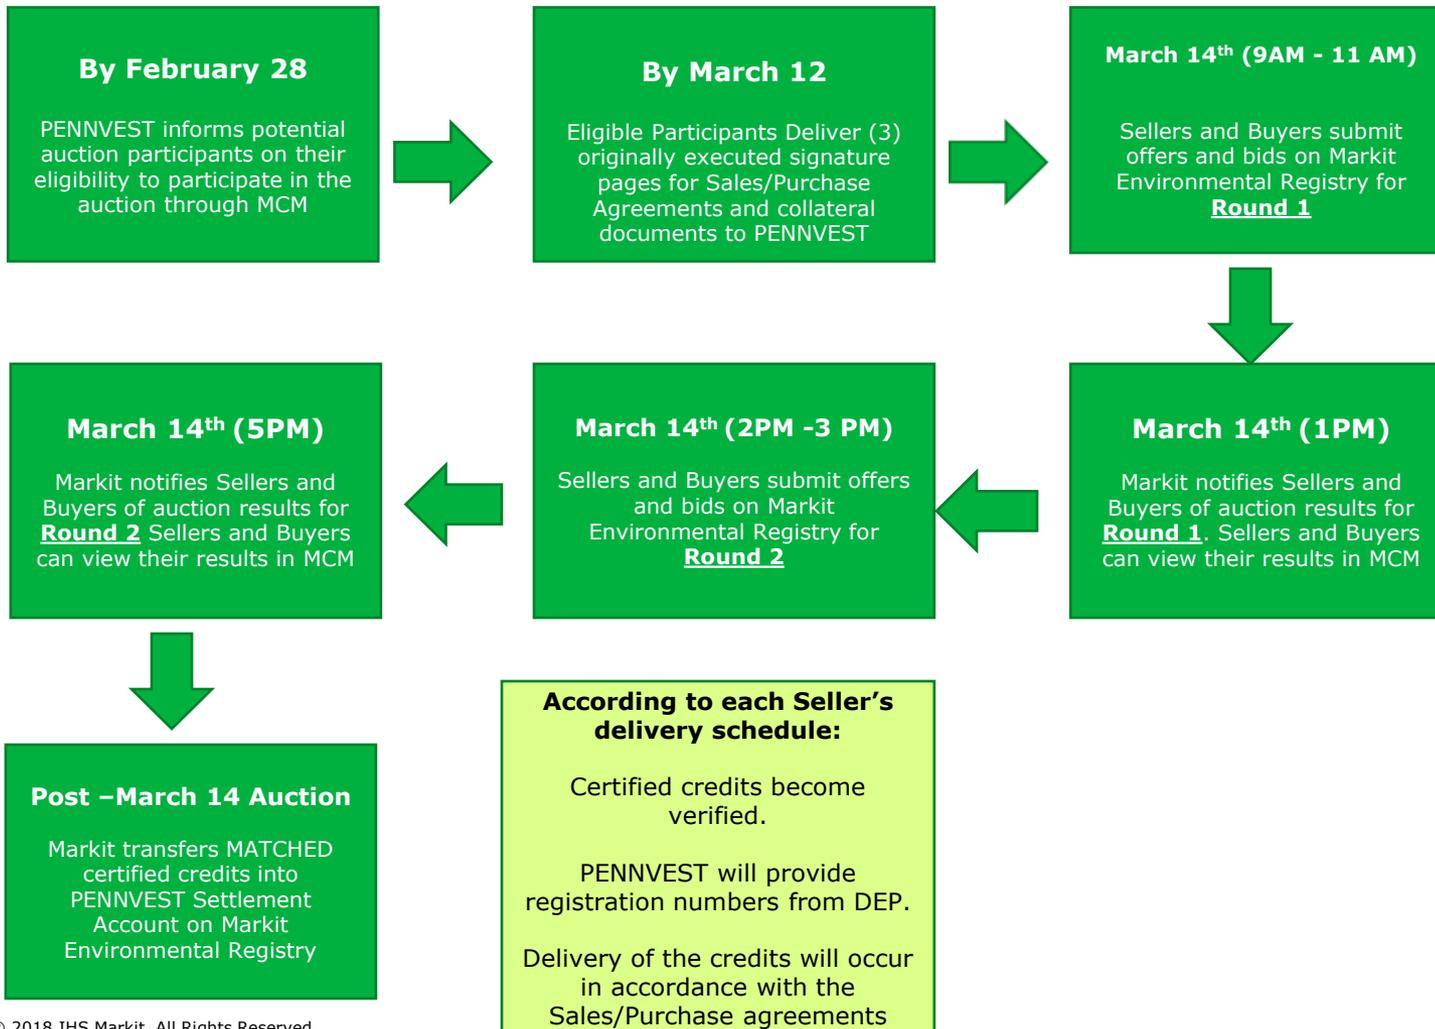 By February 28
PENNVEST informs potential
auction participants on their
eligibility to participate in the
auction through MCM
By March 12
Eligible Participants Deliver (3)
originally executed signature
pages for Sales/Purchase
Agreements and collateral
documents to PENNVEST
March 14th (9AM - 11 AM)
Sellers and Buyers submit
offers and bids on Markit
Environmental Registry for
Round 1
March 14th (1PM)
Markit notifies Sellers and
Buyers of auction results for
Round 1. Sellers and Buyers
can view their results in MCM
March 14th (2PM -3 PM)
Sellers and Buyers submit offers
and bids on Markit
Environmental Registry for
Round 2
March 14th (5PM)
Markit notifies Sellers and
Buyers of auction results for
Round 2 Sellers and Buyers
can view their results in MCM
Post –March 14 Auction
Markit transfers MATCHED
certified credits into
PENNVEST Settlement
Account on Markit
Environmental Registry
According to each Seller’s
delivery schedule:
Certified credits become
verified.
PENNVEST will provide
registration numbers from DEP.
Delivery of the credits will occur
in accordance with the
Sales/Purchase agreements
© 2018 IHS Markit. All Rights Reserved